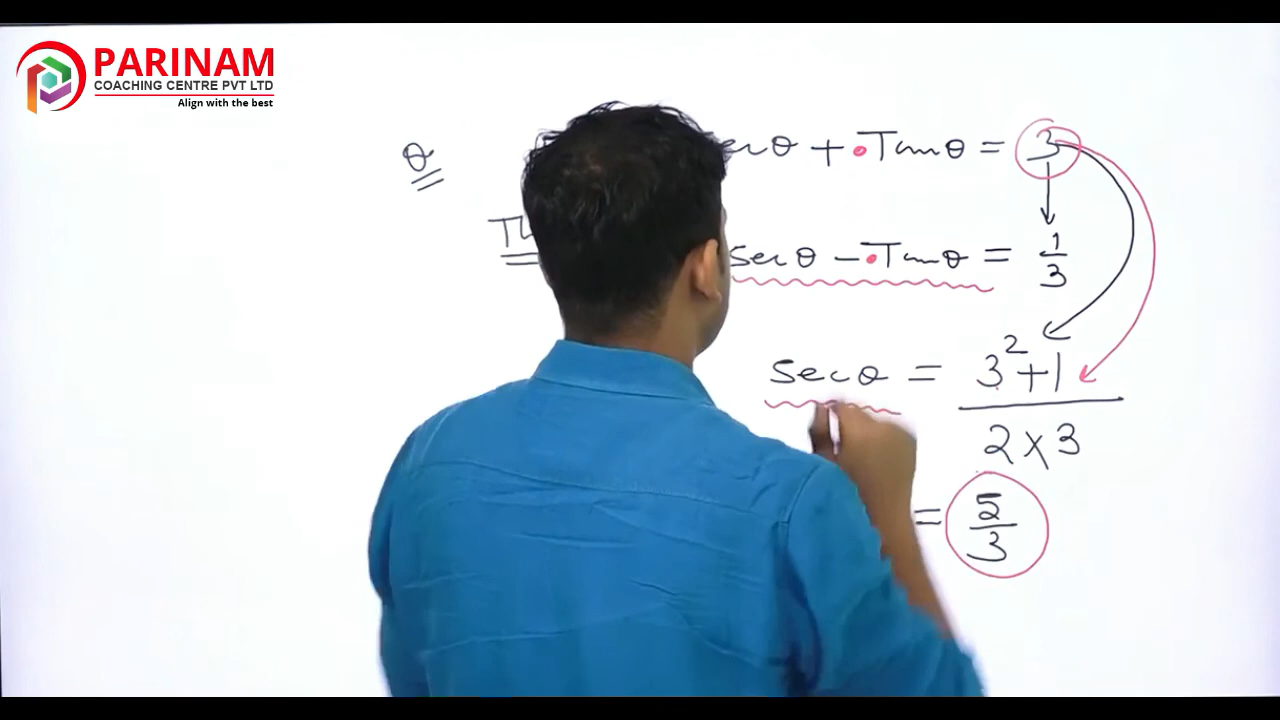 PARINAM
COACHING CENTRE PVT LTD
Align with the best
θ
θ + Tanθ = 3
secθ - Tanθ = 1/3
secθ = 3²+1 / 2×3
= 5/3